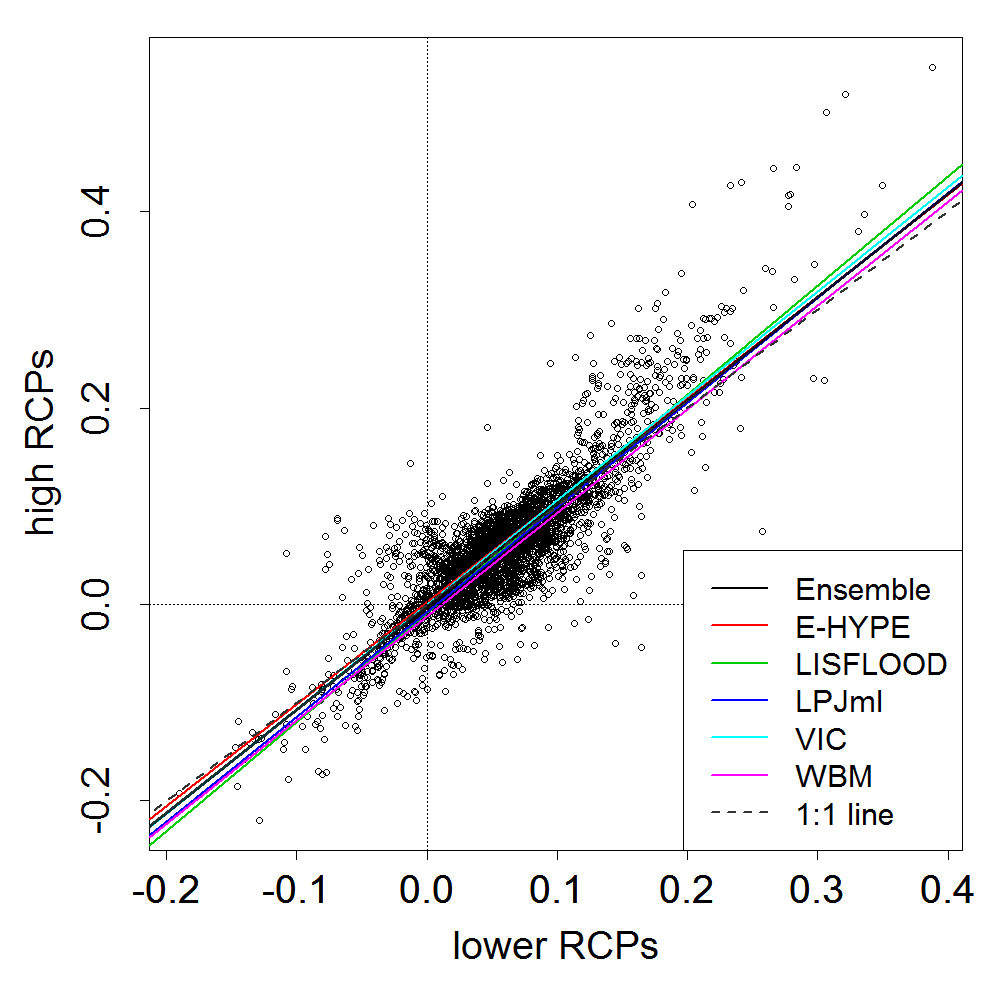 high RCPs
0.4
0.2
0.0
-0.2
Ensemble
E-HYPE
LISFLOOD
LPJml
VIC
WBM
1:1 line
-0.2 -0.1 0.0 0.1 0.2 0.3 0.4
lower RCPs